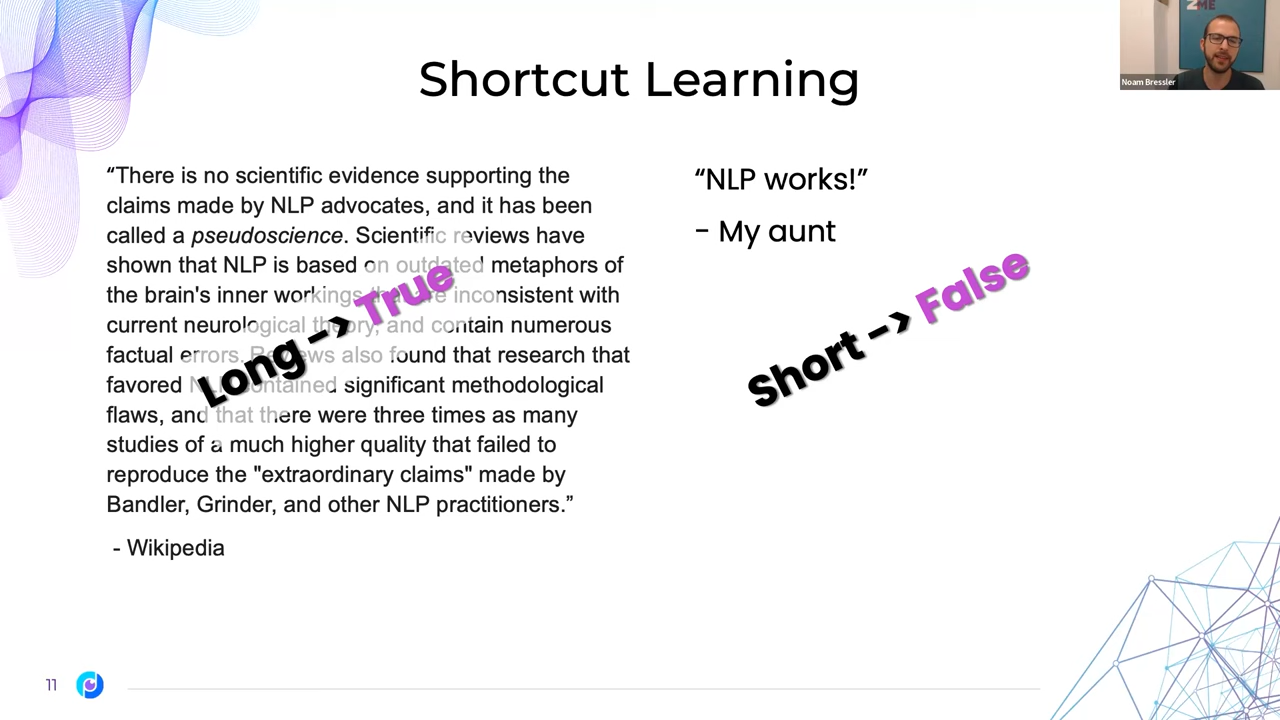 ZME
Noam Bressler
Shortcut Learning
“There is no scientific evidence supporting the
claims made by NLP advocates, and it has been
called a pseudoscience. Scientific reviews have
shown that NLP is based on outdated metaphors of
the brain's inner workings that are inconsistent with
current neurological theory, and contain numerous
factual errors. Reviews also found that research that
favored NLP contained significant methodological
flaws, and that there were three times as many
studies of a much higher quality that failed to
reproduce the "extraordinary claims" made by
Bandler, Grinder, and other NLP practitioners.”
- Wikipedia
Long -> True
“NLP works!”
- My aunt
Short -> False
11